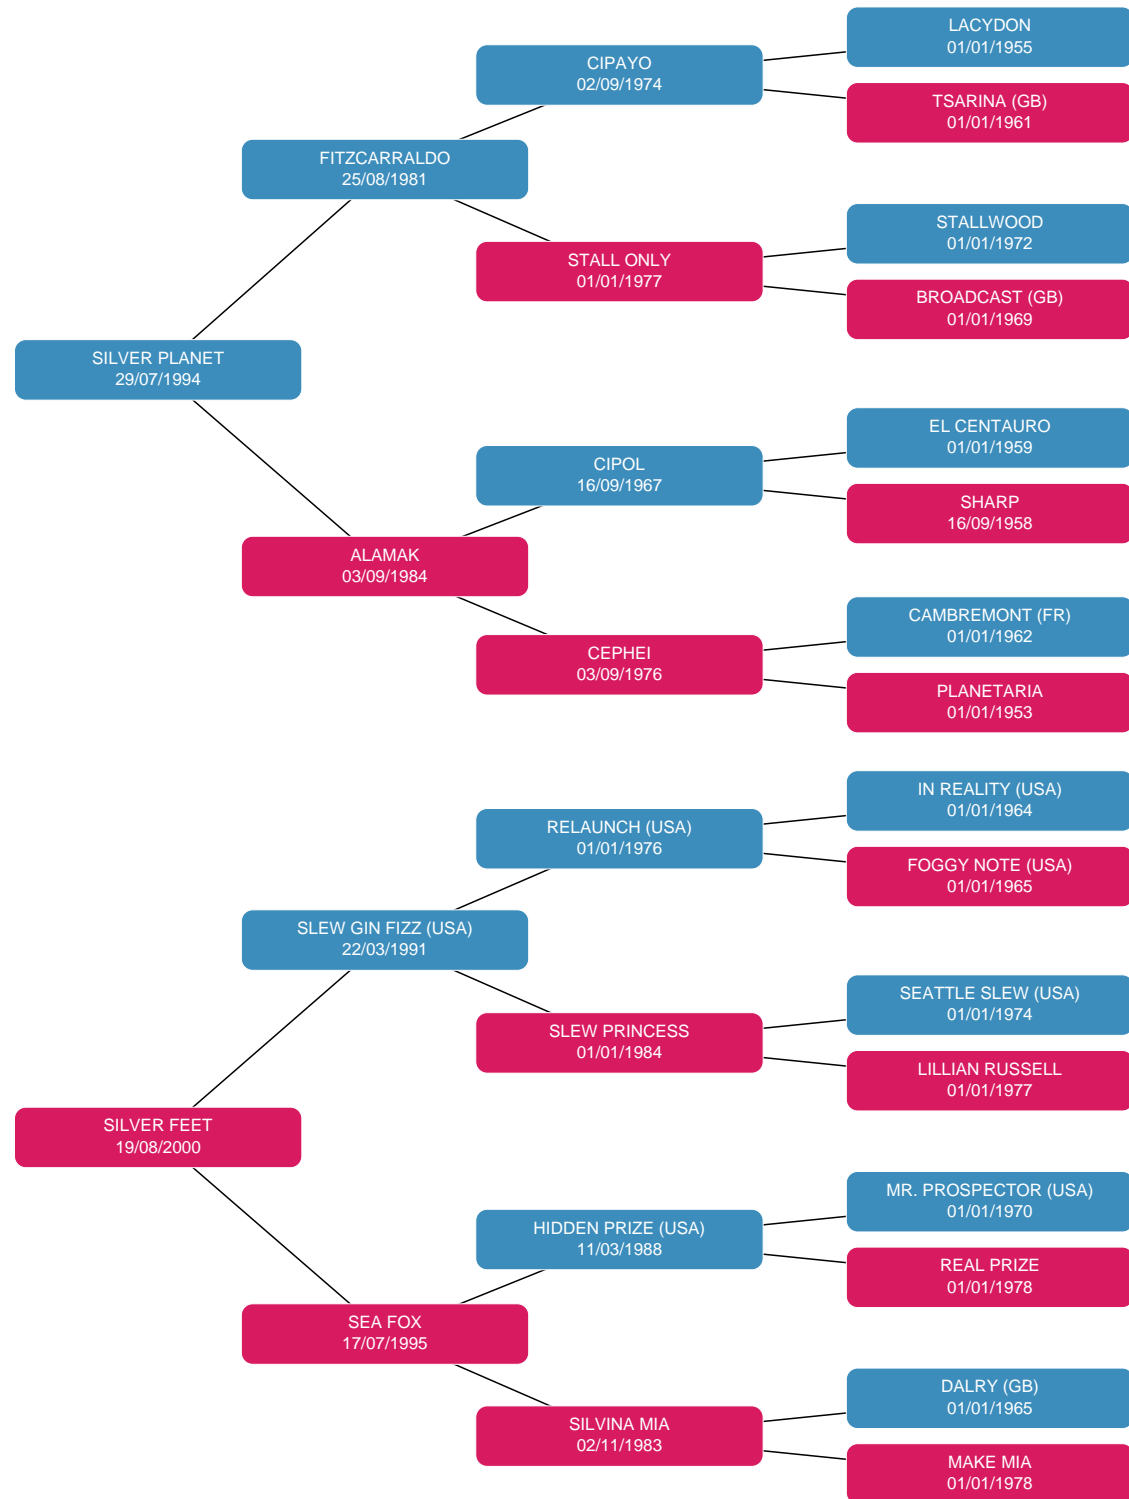 LACYDON
01/01/1955
CIPAYO
02/09/1974
TSARINA (GB)
01/01/1961
FITZCARRALDO
25/08/1981
STALLWOOD
01/01/1972
STALL ONLY
01/01/1977
BROADCAST (GB)
01/01/1969
SILVER PLANET
29/07/1994
EL CENTAURO
01/01/1959
CIPOL
16/09/1967
SHARP
16/09/1958
ALAMAK
03/09/1984
CAMBREMONT (FR)
01/01/1962
CEPHEI
03/09/1976
PLANETARIA
01/01/1953
IN REALITY (USA)
01/01/1964
RELAUNCH (USA)
01/01/1976
FOGGY NOTE (USA)
01/01/1965
SLEW GIN FIZZ (USA)
22/03/1991
SEATTLE SLEW (USA)
01/01/1974
SLEW PRINCESS
01/01/1984
LILLIAN RUSSELL
01/01/1977
SILVER FEET
19/08/2000
MR. PROSPECTOR (USA)
01/01/1970
HIDDEN PRIZE (USA)
11/03/1988
REAL PRIZE
01/01/1978
SEA FOX
17/07/1995
DALRY (GB)
01/01/1965
SILVINA MIA
02/11/1983
MAKE MIA
01/01/1978